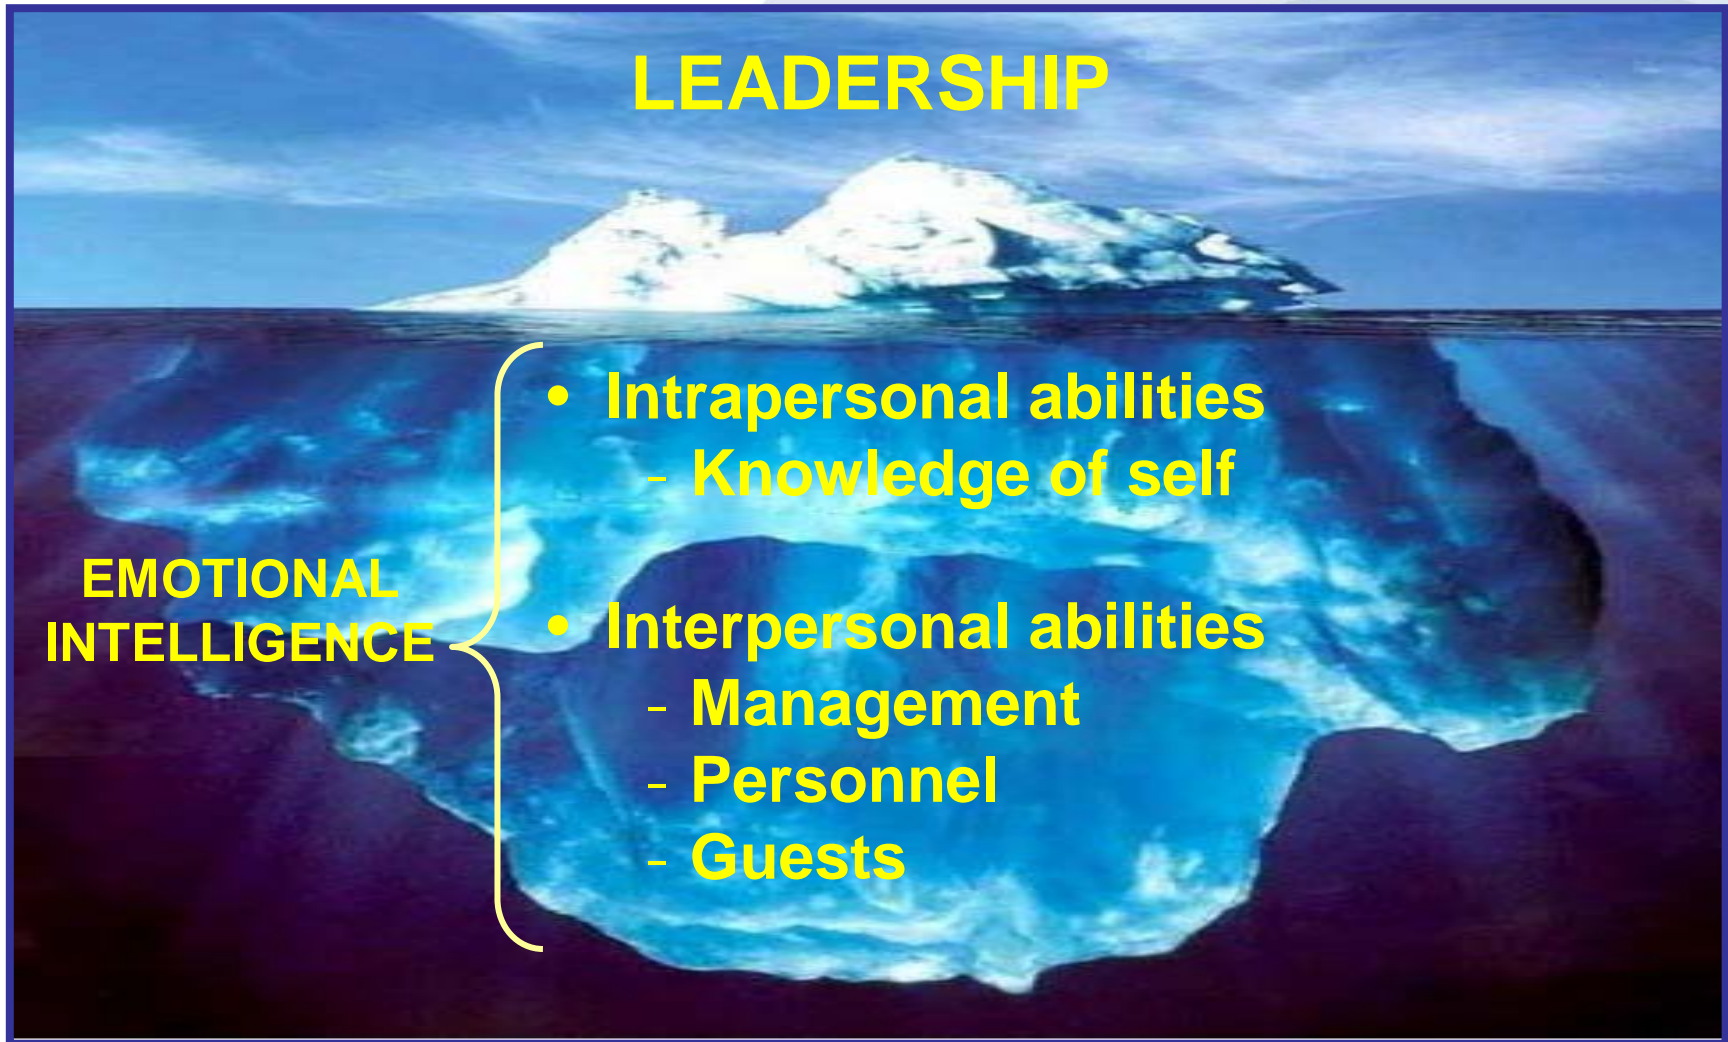 LEADERSHIP
• Intrapersonal abilities
- Knowledge of self
EMOTIONAL
INTELLIGENCE
• Interpersonal abilities
- Management
- Personnel
- Guests